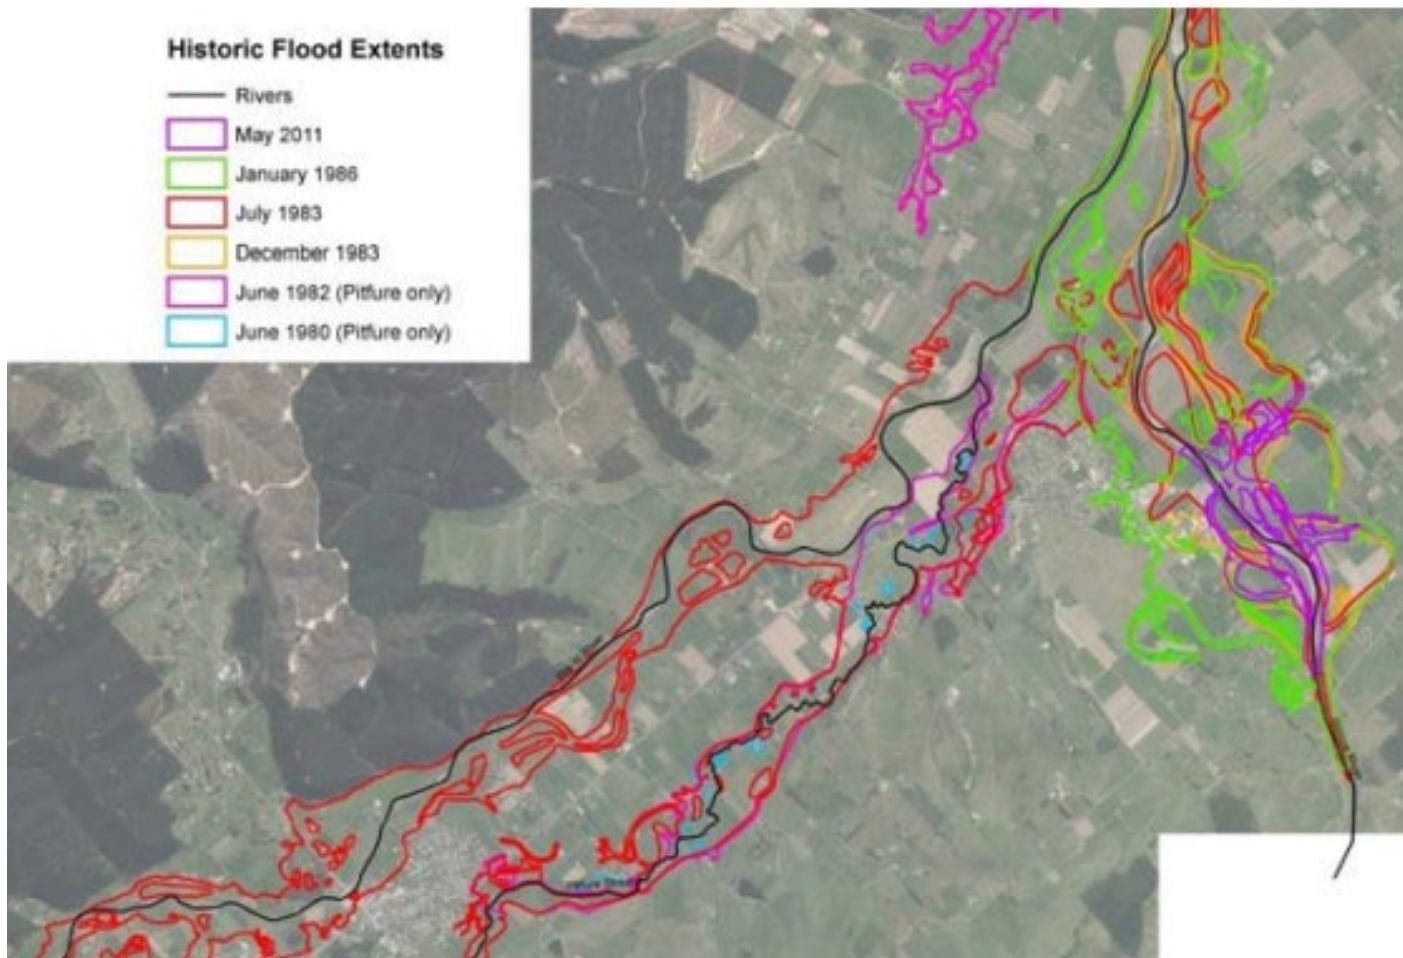 Historic Flood Extents
Rivers
May 2011
January 1986
July 1983
December 1983
June 1982 (Pitfure only)
June 1980 (Pitfure only)